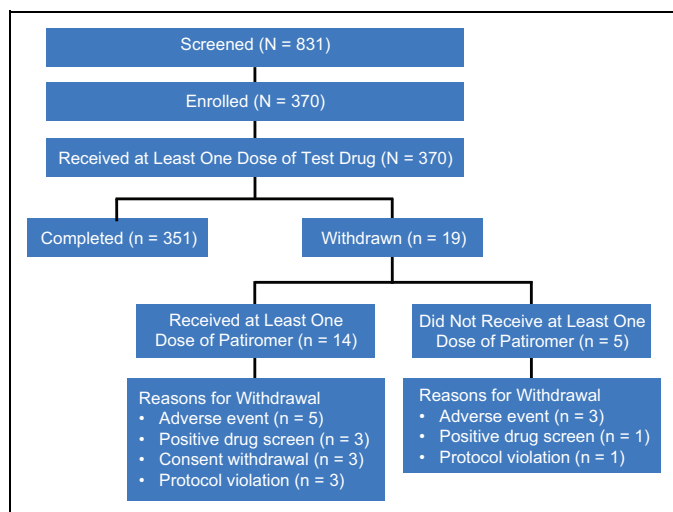 Screened (N = 831)
Enrolled (N = 370)
Received at Least One Dose of Test Drug (N = 370)
Completed (n = 351)
Withdrawn (n = 19)
Received at Least One
Dose of Patiromer (n = 14)
Did Not Receive at Least One
Dose of Patiromer (n = 5)
Reasons for Withdrawal
• Adverse event (n = 5)
• Positive drug screen (n = 3)
• Consent withdrawal (n = 3)
• Protocol violation (n = 3)
Reasons for Withdrawal
• Adverse event (n = 3)
• Positive drug screen (n = 1)
• Protocol violation (n = 1)